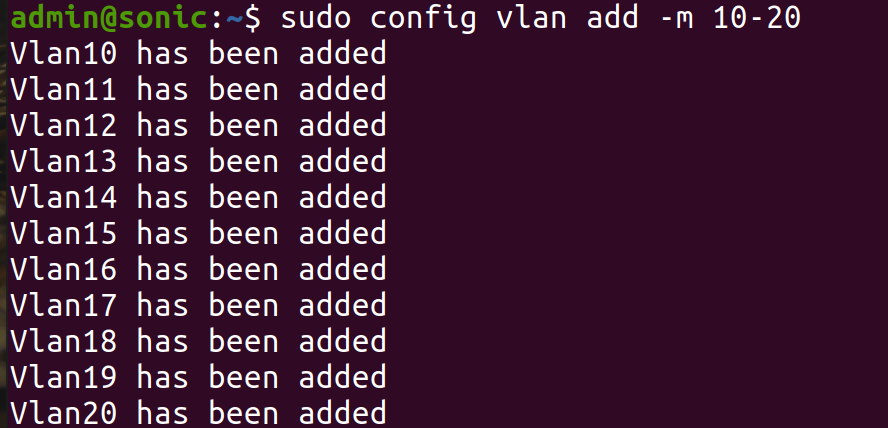 admin@sonic:~$ sudo config vlan add -m 10-20
Vlan10 has been added
Vlan11 has been added
Vlan12 has been added
Vlan13 has been added
Vlan14 has been added
Vlan15 has been added
Vlan16 has been added
Vlan17 has been added
Vlan18 has been added
Vlan19 has been added
Vlan20 has been added